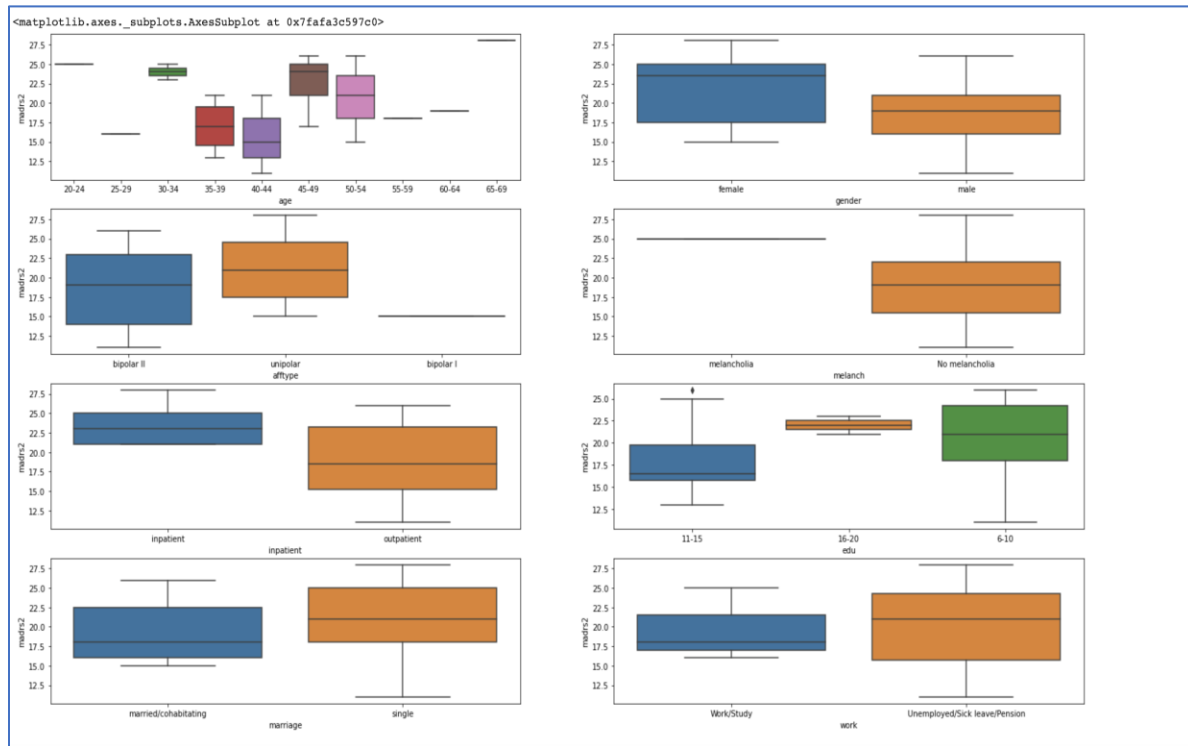 <matplotlib.axes._subplots.AxesSubplot at 0x7fafa3c597c0>
madrs2
27.5
25.0
22.5
20.0
17.5
15.0
12.5
20-24 25-29 30-34 35-39 40-44 45-49 50-54 55-59 60-64 65-69
age
madrs2
27.5
25.0
22.5
20.0
17.5
15.0
12.5
female male
gender
madrs2
27.5
25.0
22.5
20.0
17.5
15.0
12.5
bipolar II unipolar bipolar I
afftype
madrs2
27.5
25.0
22.5
20.0
17.5
15.0
12.5
melancholia No melancholia
melanch
madrs2
27.5
25.0
22.5
20.0
17.5
15.0
12.5
inpatient outpatient
inpatient
madrs2
25.0
22.5
20.0
17.5
15.0
12.5
11-15 16-20 6-10
edu
madrs2
27.5
25.0
22.5
20.0
17.5
15.0
12.5
married/cohabitating single
marriage
madrs2
27.5
25.0
22.5
20.0
17.5
15.0
12.5
Work/Study Unemployed/Sick leave/Pension
work